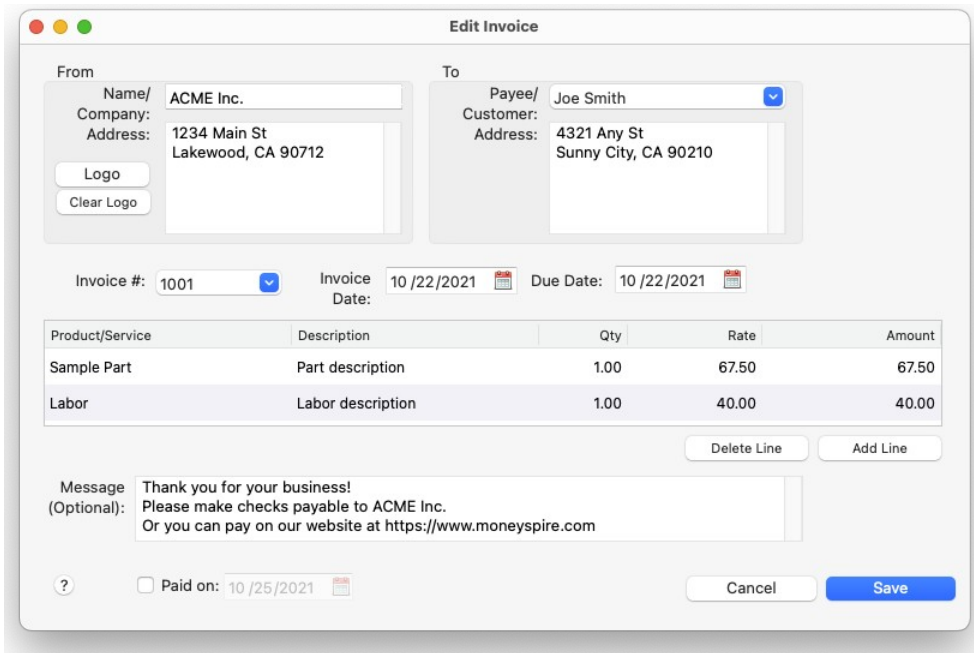 Edit Invoice
From
Name/
Company:
ACME Inc.
Address:
1234 Main St
Lakewood, CA 90712
Logo
Clear Logo
To
Payee/
Customer:
Joe Smith
Address:
4321 Any St
Sunny City, CA 90210
Invoice #: 1001
Invoice
Date:
10 /22/2021
Due Date: 10 /22/2021
Product/Service Description Qty Rate Amount
Sample Part Part description 1.00 67.50 67.50
Labor Labor description 1.00 40.00 40.00
Delete Line Add Line
Message
(Optional):
Thank you for your business!
Please make checks payable to ACME Inc.
Or you can pay on our website at https://www.moneyspire.com
? Paid on: 10 /25/2021 Cancel Save